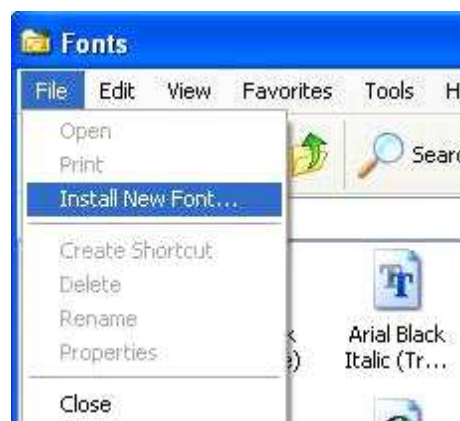 Fonts
File Edit View Favorites Tools H
Open
Print
Sear
Install New Font...
Create Shortcut
Delete
Rename
Properties
Close
Arial Black
Italic (Tr...